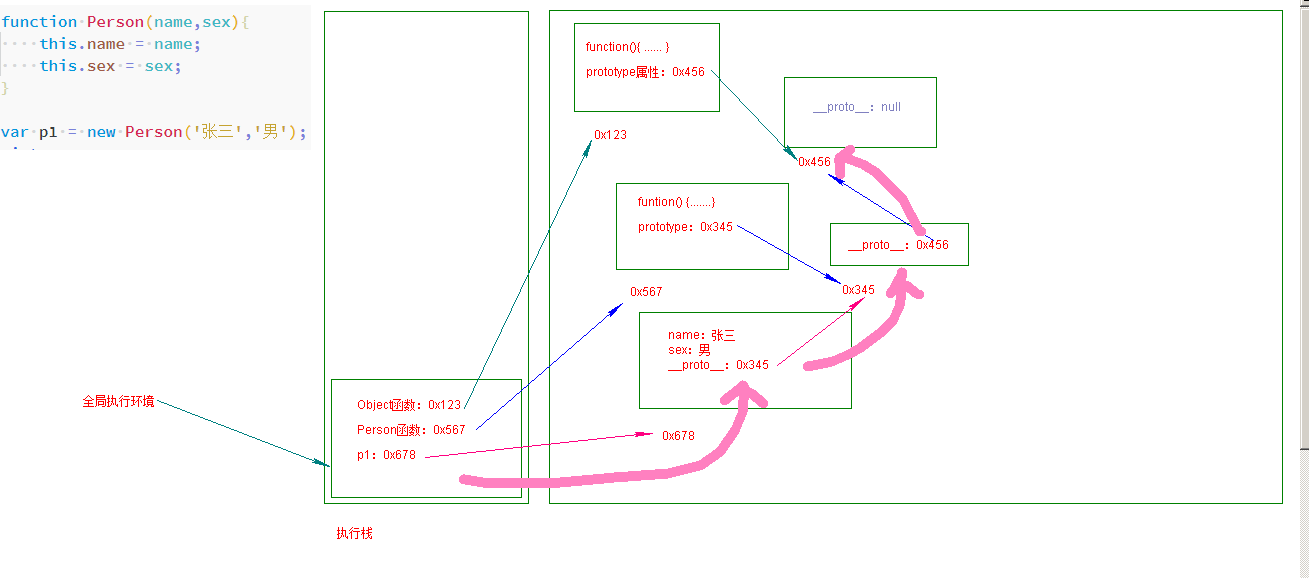 function Person(name,sex){
this.name = name;
this.sex = sex;
}
var p1 = new Person('张三','男');
function(){ ...... }
prototype属性：0x456
0x123
__proto__：null
0x456
funtion() {.......}
prototype：0x345
__proto__：0x456
0x567
0x345
name：张三
sex：男
__proto__：0x345
0x678
全局执行环境
Object函数：0x123
Person函数：0x567
p1：0x678
执行栈